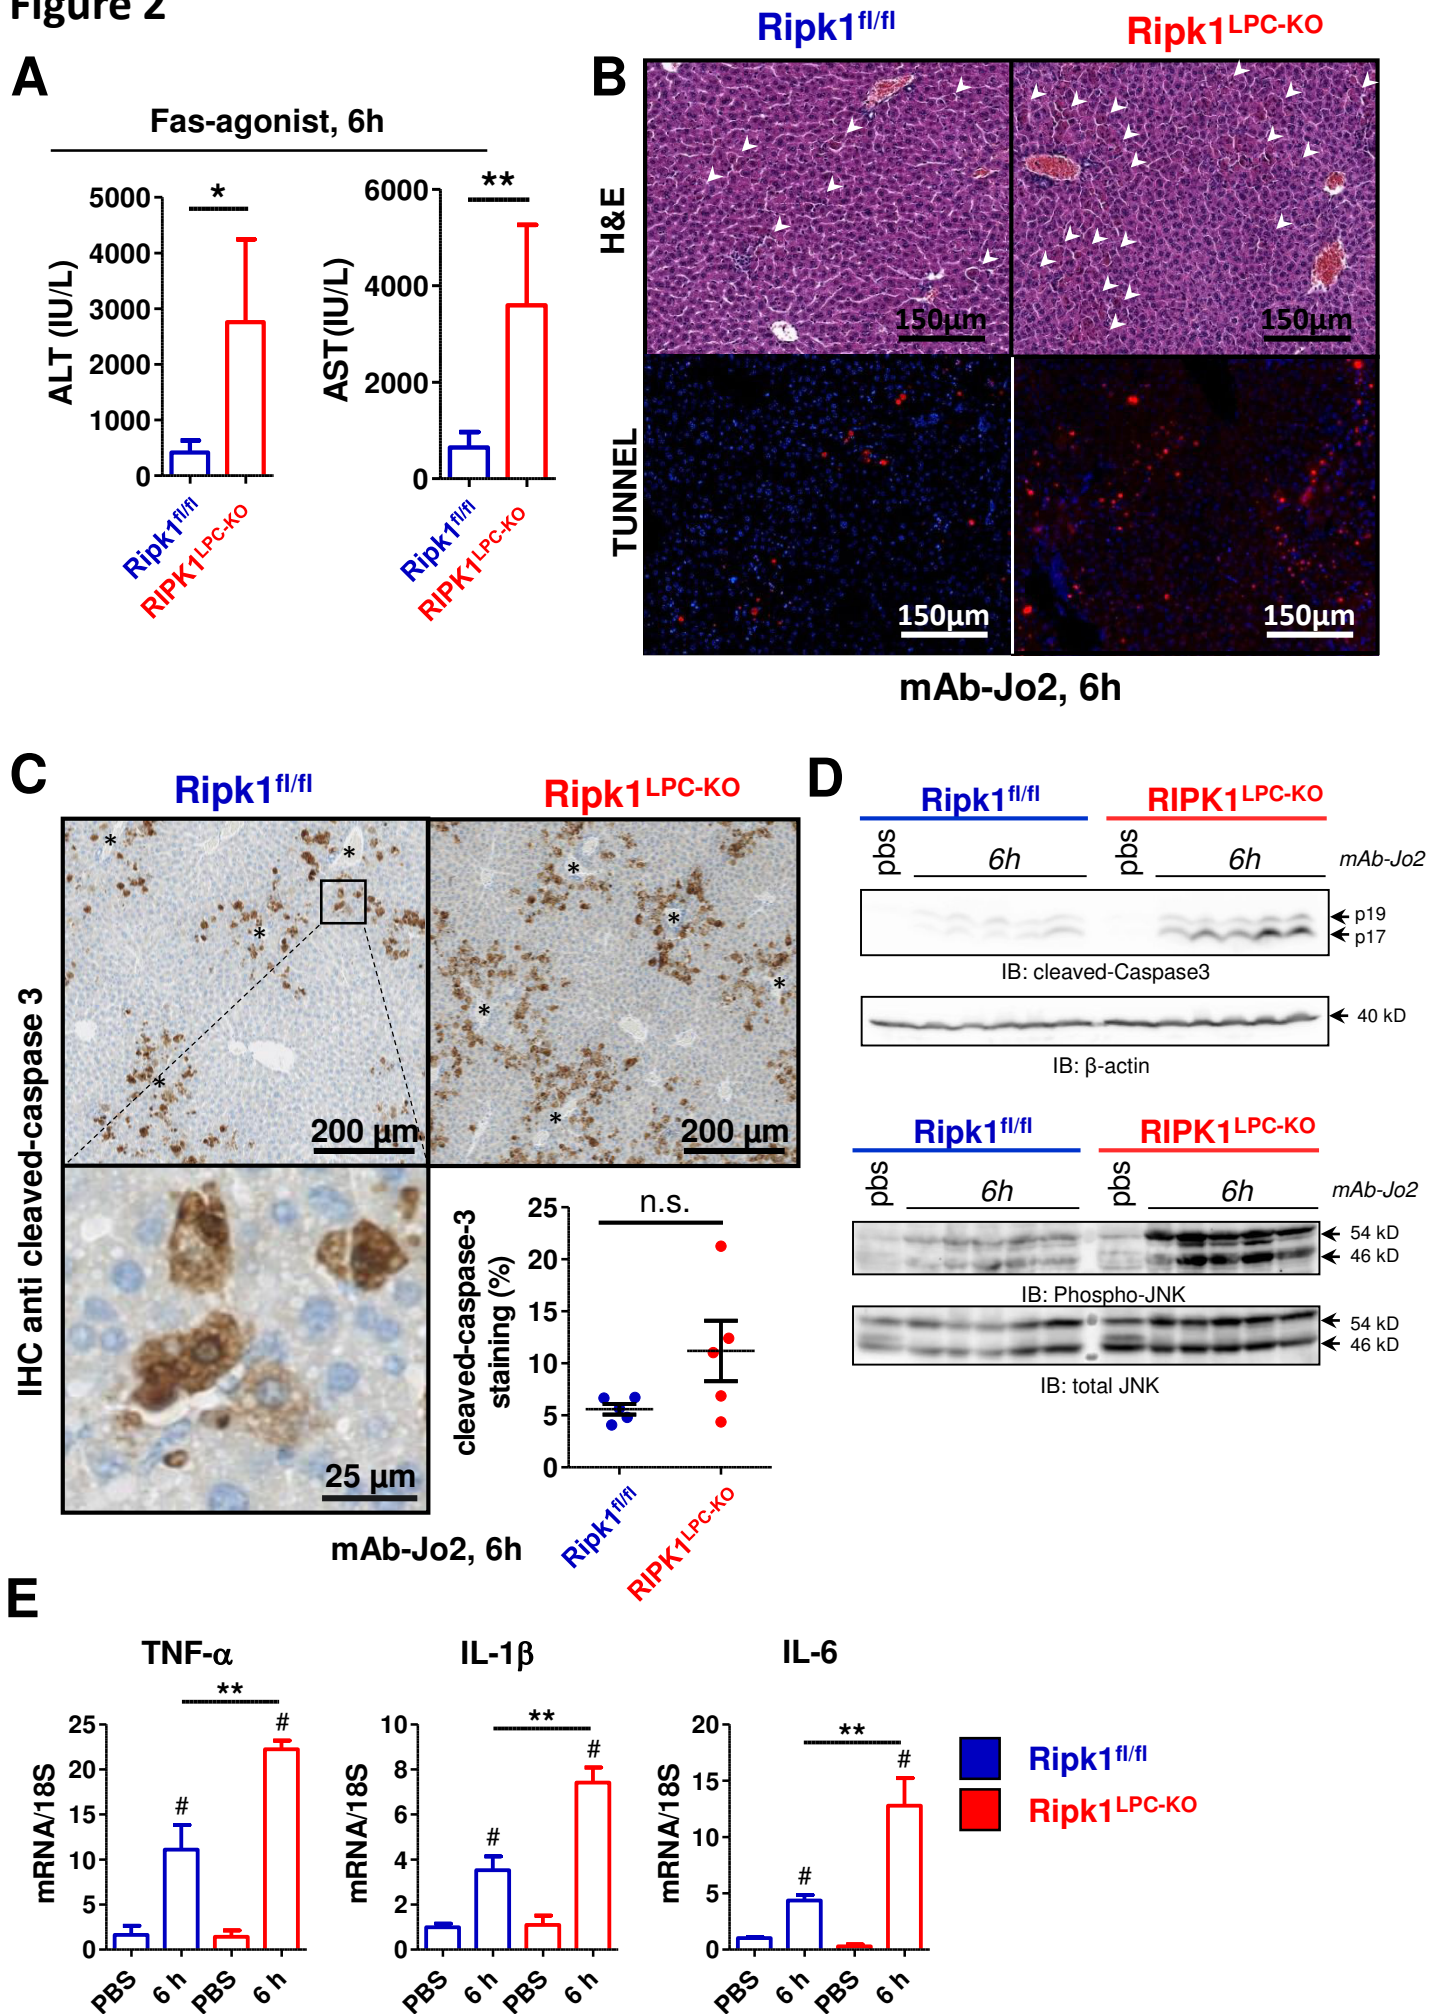 Figure 2
A
Fas-agonist, 6h
ALT (IU/L)
5000
4000
3000
2000
1000
0
*
Ripk1fl/fl
RIPK1LPC-KO
AST(IU/L)
6000
4000
2000
0
**
Ripk1fl/fl
RIPK1LPC-KO
B
Ripk1fl/fl
Ripk1LPC-KO
H&E
150µm
150µm
TUNNEL
150µm
150µm
mAb-Jo2, 6h
C
Ripk1fl/fl
Ripk1LPC-KO
IHC anti cleaved-caspase 3
* * * *
* * * * *
200 µm
200 µm
25 µm
cleaved-caspase-3
staining (%)
25
20
15
10
5
0
n.s.
Ripk1fl/fl
RIPK1LPC-KO
mAb-Jo2, 6h
D
Ripk1fl/fl
RIPK1LPC-KO
pbs
6h
pbs
6h
mAb-Jo2
p19
p17
IB: cleaved-Caspase3
40 kD
IB: β-actin
Ripk1fl/fl
RIPK1LPC-KO
pbs
6h
pbs
6h
mAb-Jo2
54 kD
46 kD
IB: Phospho-JNK
54 kD
46 kD
IB: total JNK
E
TNF-α
mRNA/18S
25
20
15
10
5
0
**
#
#
PBS
6 h
PBS
6 h
IL-1β
mRNA/18S
10
8
6
4
2
0
**
#
#
PBS
6 h
PBS
6 h
IL-6
mRNA/18S
20
15
10
5
0
**
#
#
PBS
6 h
PBS
6 h
Ripk1fl/fl
Ripk1LPC-KO